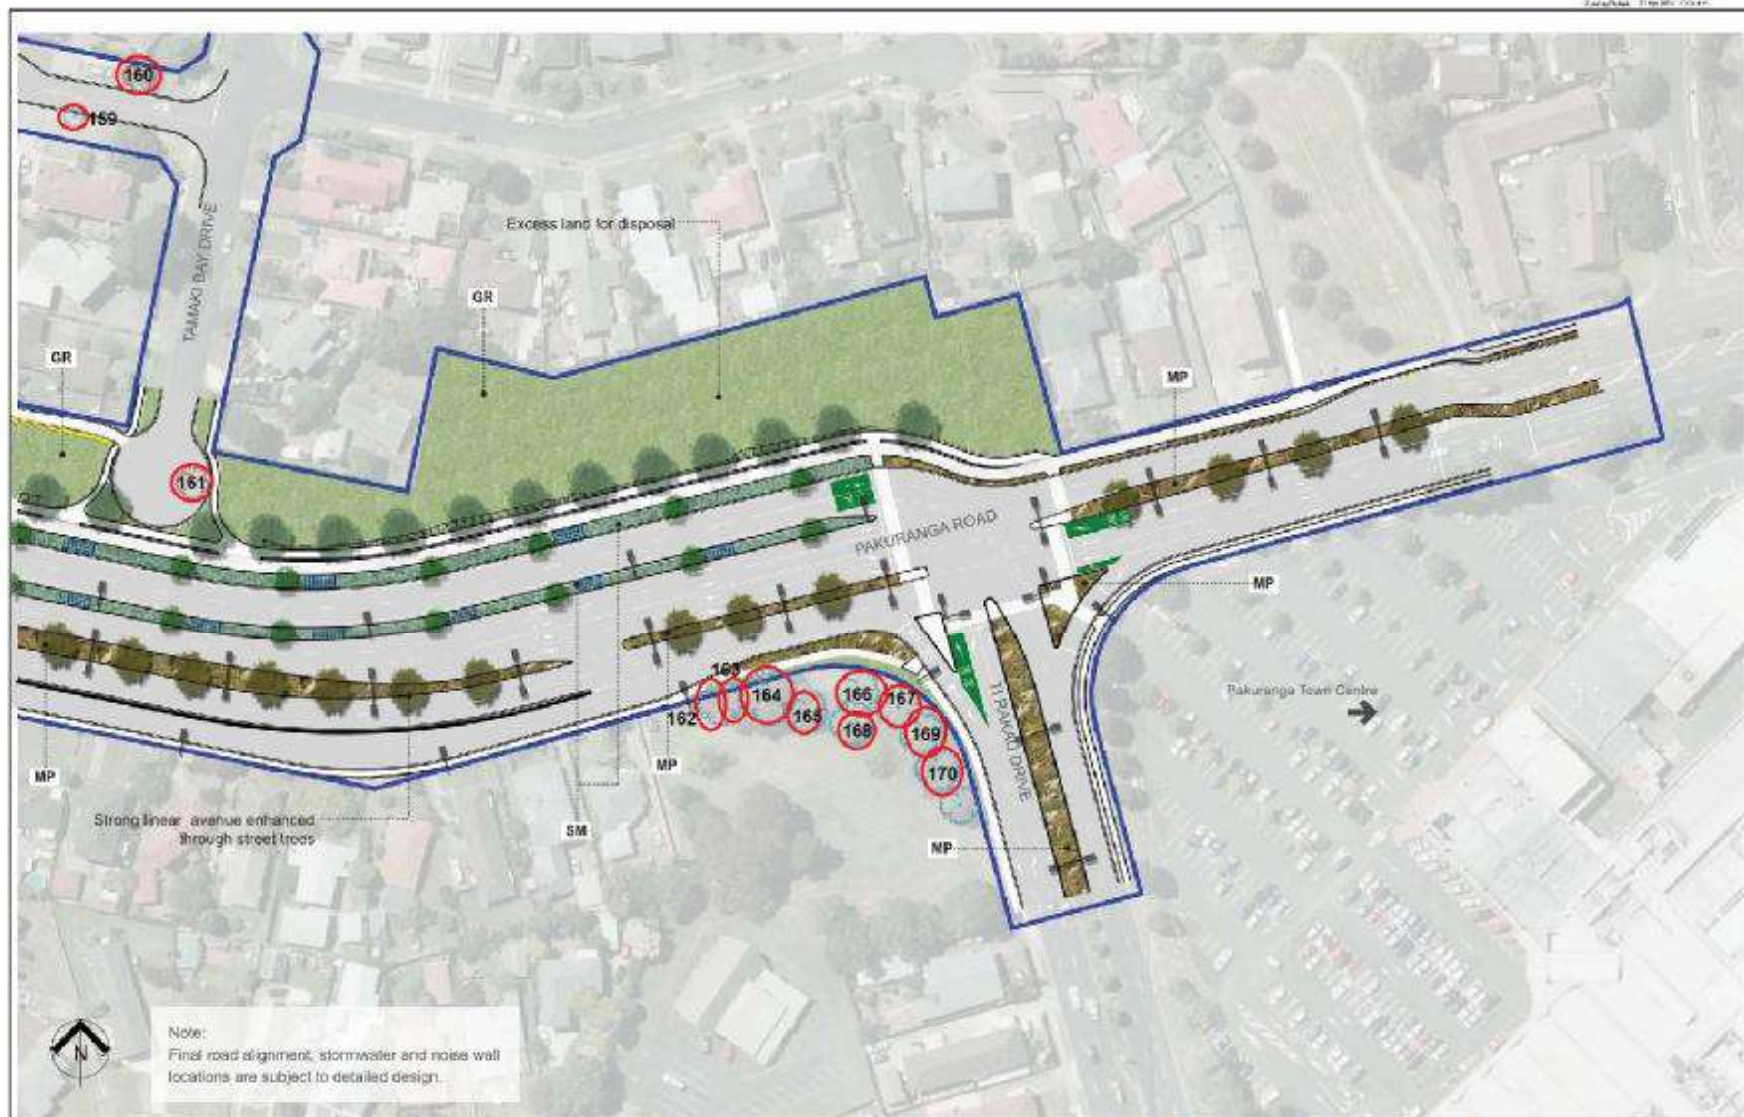 160
159
TAMAKI BAY DRIVE
Excess land for disposal
GR
GR
MP
161
PAKURANGA ROAD
MP
163
162
164
165
166
167
168
169
170
TI RAKAU DRIVE
Pakuranga Town Centre
MP
MP
Strong linear avenue enhanced
through street trees
SM
MP
N
Note:
Final road alignment, stormwater and noise wall
locations are subject to detailed design.